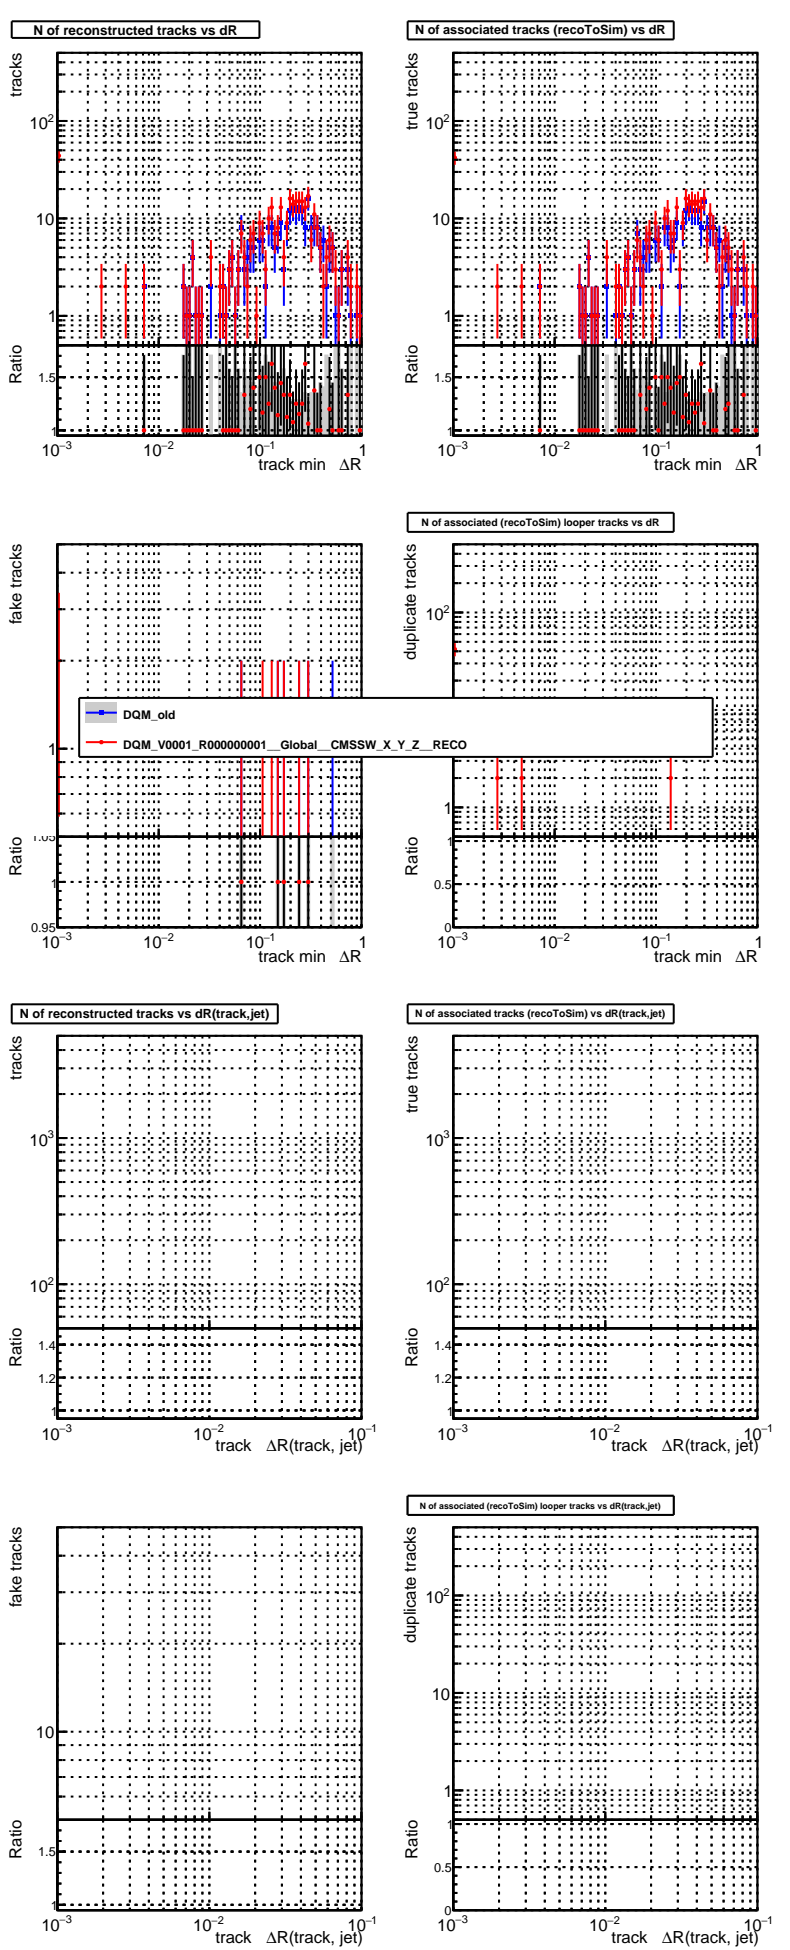 N of reconstructed tracks vs dR
tracks
10²
10
1
Ratio
1.5
1
10⁻³ 10⁻² 10⁻¹ 1
track min ΔR
N of associated tracks (recoToSim) vs dR
true tracks
10²
10
1
Ratio
1.5
1
10⁻³ 10⁻² 10⁻¹ 1
track min ΔR
fake tracks
1
Ratio
1.05
1
0.95
10⁻³ 10⁻² 10⁻¹ 1
track min ΔR
N of associated (recoToSim) looper tracks vs dR
duplicate tracks
10²
1
Ratio
1
0.5
0
10⁻³ 10⁻² 10⁻¹ 1
track min ΔR
DQM_old
DQM_V0001_R000000001__Global__CMSSW_X_Y_Z__RECO
N of reconstructed tracks vs dR(track,jet)
tracks
10³
10²
Ratio
1.4
1.2
1
10⁻³ 10⁻² 10⁻¹
track ΔR(track, jet)
N of associated tracks (recoToSim) vs dR(track,jet)
true tracks
10³
10²
Ratio
1.4
1.2
1
10⁻³ 10⁻² 10⁻¹
track ΔR(track, jet)
fake tracks
10
Ratio
1.5
1
10⁻³ 10⁻² 10⁻¹
track ΔR(track, jet)
N of associated (recoToSim) looper tracks vs dR(track,jet)
duplicate tracks
10²
10
1
Ratio
1
0.5
0
10⁻³ 10⁻² 10⁻¹
track ΔR(track, jet)